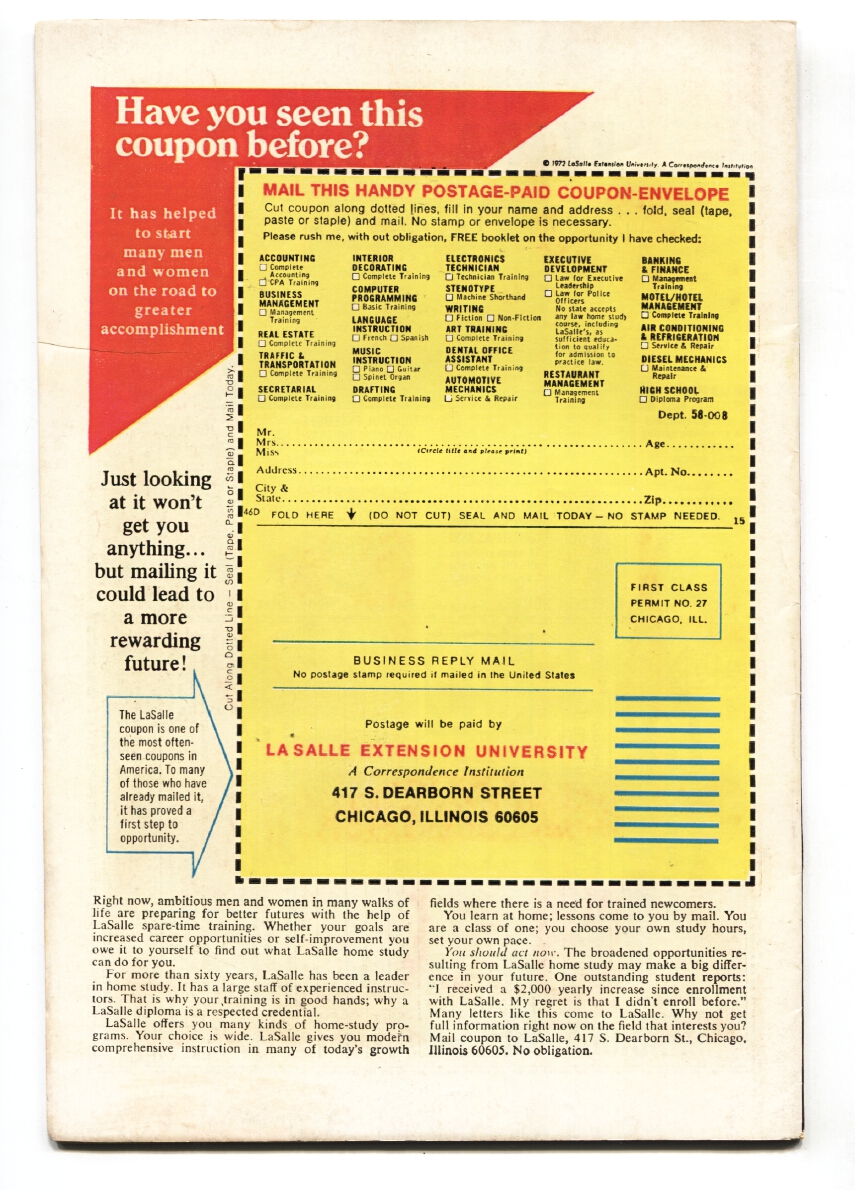 Have you seen this
coupon before?
© 1972 LaSalle Extension University. A Correspondence Institution
It has helped
to start
many men
and women
on the road to
greater
accomplishment
MAIL THIS HANDY POSTAGE-PAID COUPON-ENVELOPE
Cut coupon along dotted lines, fill in your name and address . . . fold, seal (tape,
paste or staple) and mail. No stamp or envelope is necessary.
Please rush me, with out obligation, FREE booklet on the opportunity I have checked:
ACCOUNTING
☐ Complete
Accounting
☐ CPA Training
BUSINESS
MANAGEMENT
☐ Management
Training
REAL ESTATE
☐ Complete Training
TRAFFIC &
TRANSPORTATION
☐ Complete Training
SECRETARIAL
☐ Complete Training
INTERIOR
DECORATING
☐ Complete Training
COMPUTER
PROGRAMMING
☐ Basic Training
LANGUAGE
INSTRUCTION
☐ French ☐ Spanish
MUSIC
INSTRUCTION
☐ Piano ☐ Guitar
☐ Spinet Organ
DRAFTING
☐ Complete Training
ELECTRONICS
TECHNICIAN
☐ Technician Training
STENOTYPE
☐ Machine Shorthand
WRITING
☐ Fiction ☐ Non-Fiction
ART TRAINING
☐ Complete Training
DENTAL OFFICE
ASSISTANT
☐ Complete Training
AUTOMOTIVE
MECHANICS
☐ Service & Repair
EXECUTIVE
DEVELOPMENT
☐ Law for Executive
Leadership
☐ Law for Police
Officers
No state accepts
any law home study
course, including
LaSalle's, as
sufficient educa-
tion to qualify
for admission to
practice law.
RESTAURANT
MANAGEMENT
☐ Management
Training
BANKING
& FINANCE
☐ Management
Training
MOTEL/HOTEL
MANAGEMENT
☐ Complete Training
AIR CONDITIONING
& REFRIGERATION
☐ Service & Repair
DIESEL MECHANICS
☐ Maintenance &
Repair
HIGH SCHOOL
☐ Diploma Program
Dept. 58-008
Mr.
Mrs. Age
Miss (Circle title and please print)
Address Apt. No.
City &
State Zip
46D FOLD HERE ↓ (DO NOT CUT) SEAL AND MAIL TODAY – NO STAMP NEEDED. 15
Cut Along Dotted Line — Seal (Tape, Paste or Staple) and Mail Today.
Just looking
at it won't
get you
anything...
but mailing it
could lead to
a more
rewarding
future!
The LaSalle
coupon is one of
the most often-
seen coupons in
America. To many
of those who have
already mailed it,
it has proved a
first step to
opportunity.
FIRST CLASS
PERMIT NO. 27
CHICAGO, ILL.
BUSINESS REPLY MAIL
No postage stamp required if mailed in the United States
Postage will be paid by
LA SALLE EXTENSION UNIVERSITY
A Correspondence Institution
417 S. DEARBORN STREET
CHICAGO, ILLINOIS 60605
Right now, ambitious men and women in many walks of
life are preparing for better futures with the help of
LaSalle spare-time training. Whether your goals are
increased career opportunities or self-improvement you
owe it to yourself to find out what LaSalle home study
can do for you.
For more than sixty years, LaSalle has been a leader
in home study. It has a large staff of experienced instruc-
tors. That is why your training is in good hands; why a
LaSalle diploma is a respected credential.
LaSalle offers you many kinds of home-study pro-
grams. Your choice is wide. LaSalle gives you modern
comprehensive instruction in many of today's growth
fields where there is a need for trained newcomers.
You learn at home; lessons come to you by mail. You
are a class of one; you choose your own study hours,
set your own pace.
You should act now. The broadened opportunities re-
sulting from LaSalle home study may make a big differ-
ence in your future. One outstanding student reports:
"I received a $2,000 yearly increase since enrollment
with LaSalle. My regret is that I didn't enroll before."
Many letters like this come to LaSalle. Why not get
full information right now on the field that interests you?
Mail coupon to LaSalle, 417 S. Dearborn St., Chicago,
Illinois 60605. No obligation.